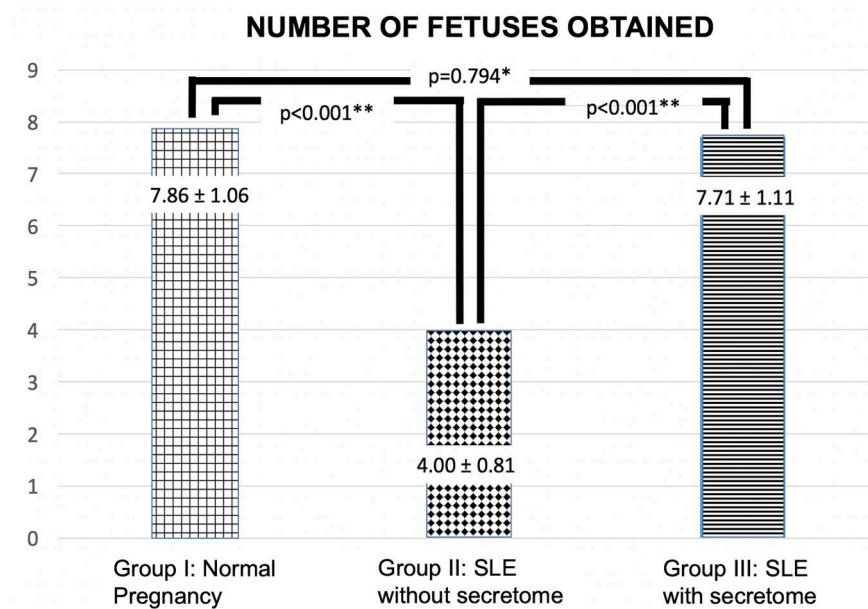 NUMBER OF FETUSES OBTAINED
9
p=0.794*
p<0.001**
p<0.001**
8
7
7.86 ± 1.06
7.71 ± 1.11
6
5
4
3
2
4.00 ± 0.81
1
0
Group I: Normal
Pregnancy
Group II: SLE
without secretome
Group III: SLE
with secretome